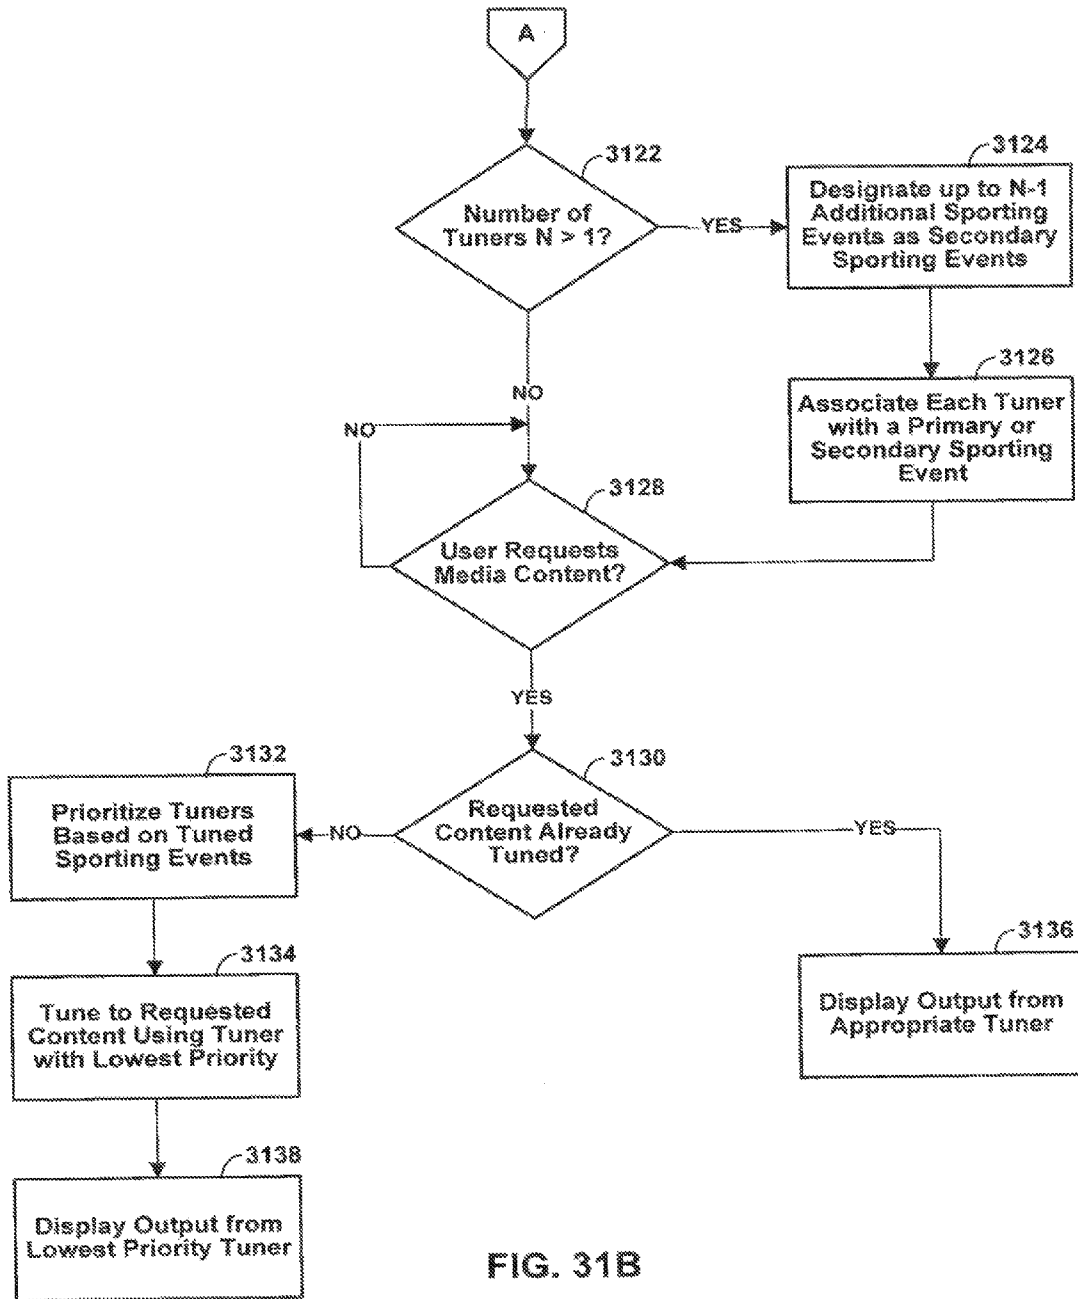 A
3122
Number of
Tuners N > 1?
YES
3124
Designate up to N-1
Additional Sporting
Events as Secondary
Sporting Events
NO
3126
Associate Each Tuner
with a Primary or
Secondary Sporting
Event
NO
3128
User Requests
Media Content?
YES
3130
Requested
Content Already
Tuned?
NO
YES
3132
Prioritize Tuners
Based on Tuned
Sporting Events
3134
Tune to Requested
Content Using Tuner
with Lowest Priority
3136
Display Output from
Appropriate Tuner
3138
Display Output from
Lowest Priority Tuner
FIG. 31B